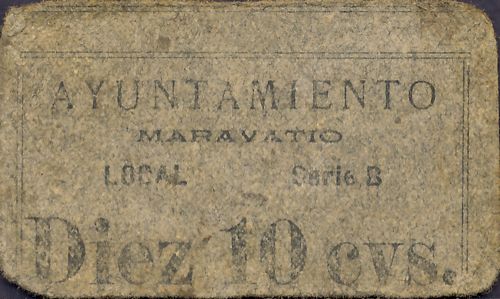 AYUNTAMIENTO
MARAVATIO
LOCAL Serie B
Diez 10 cvs.